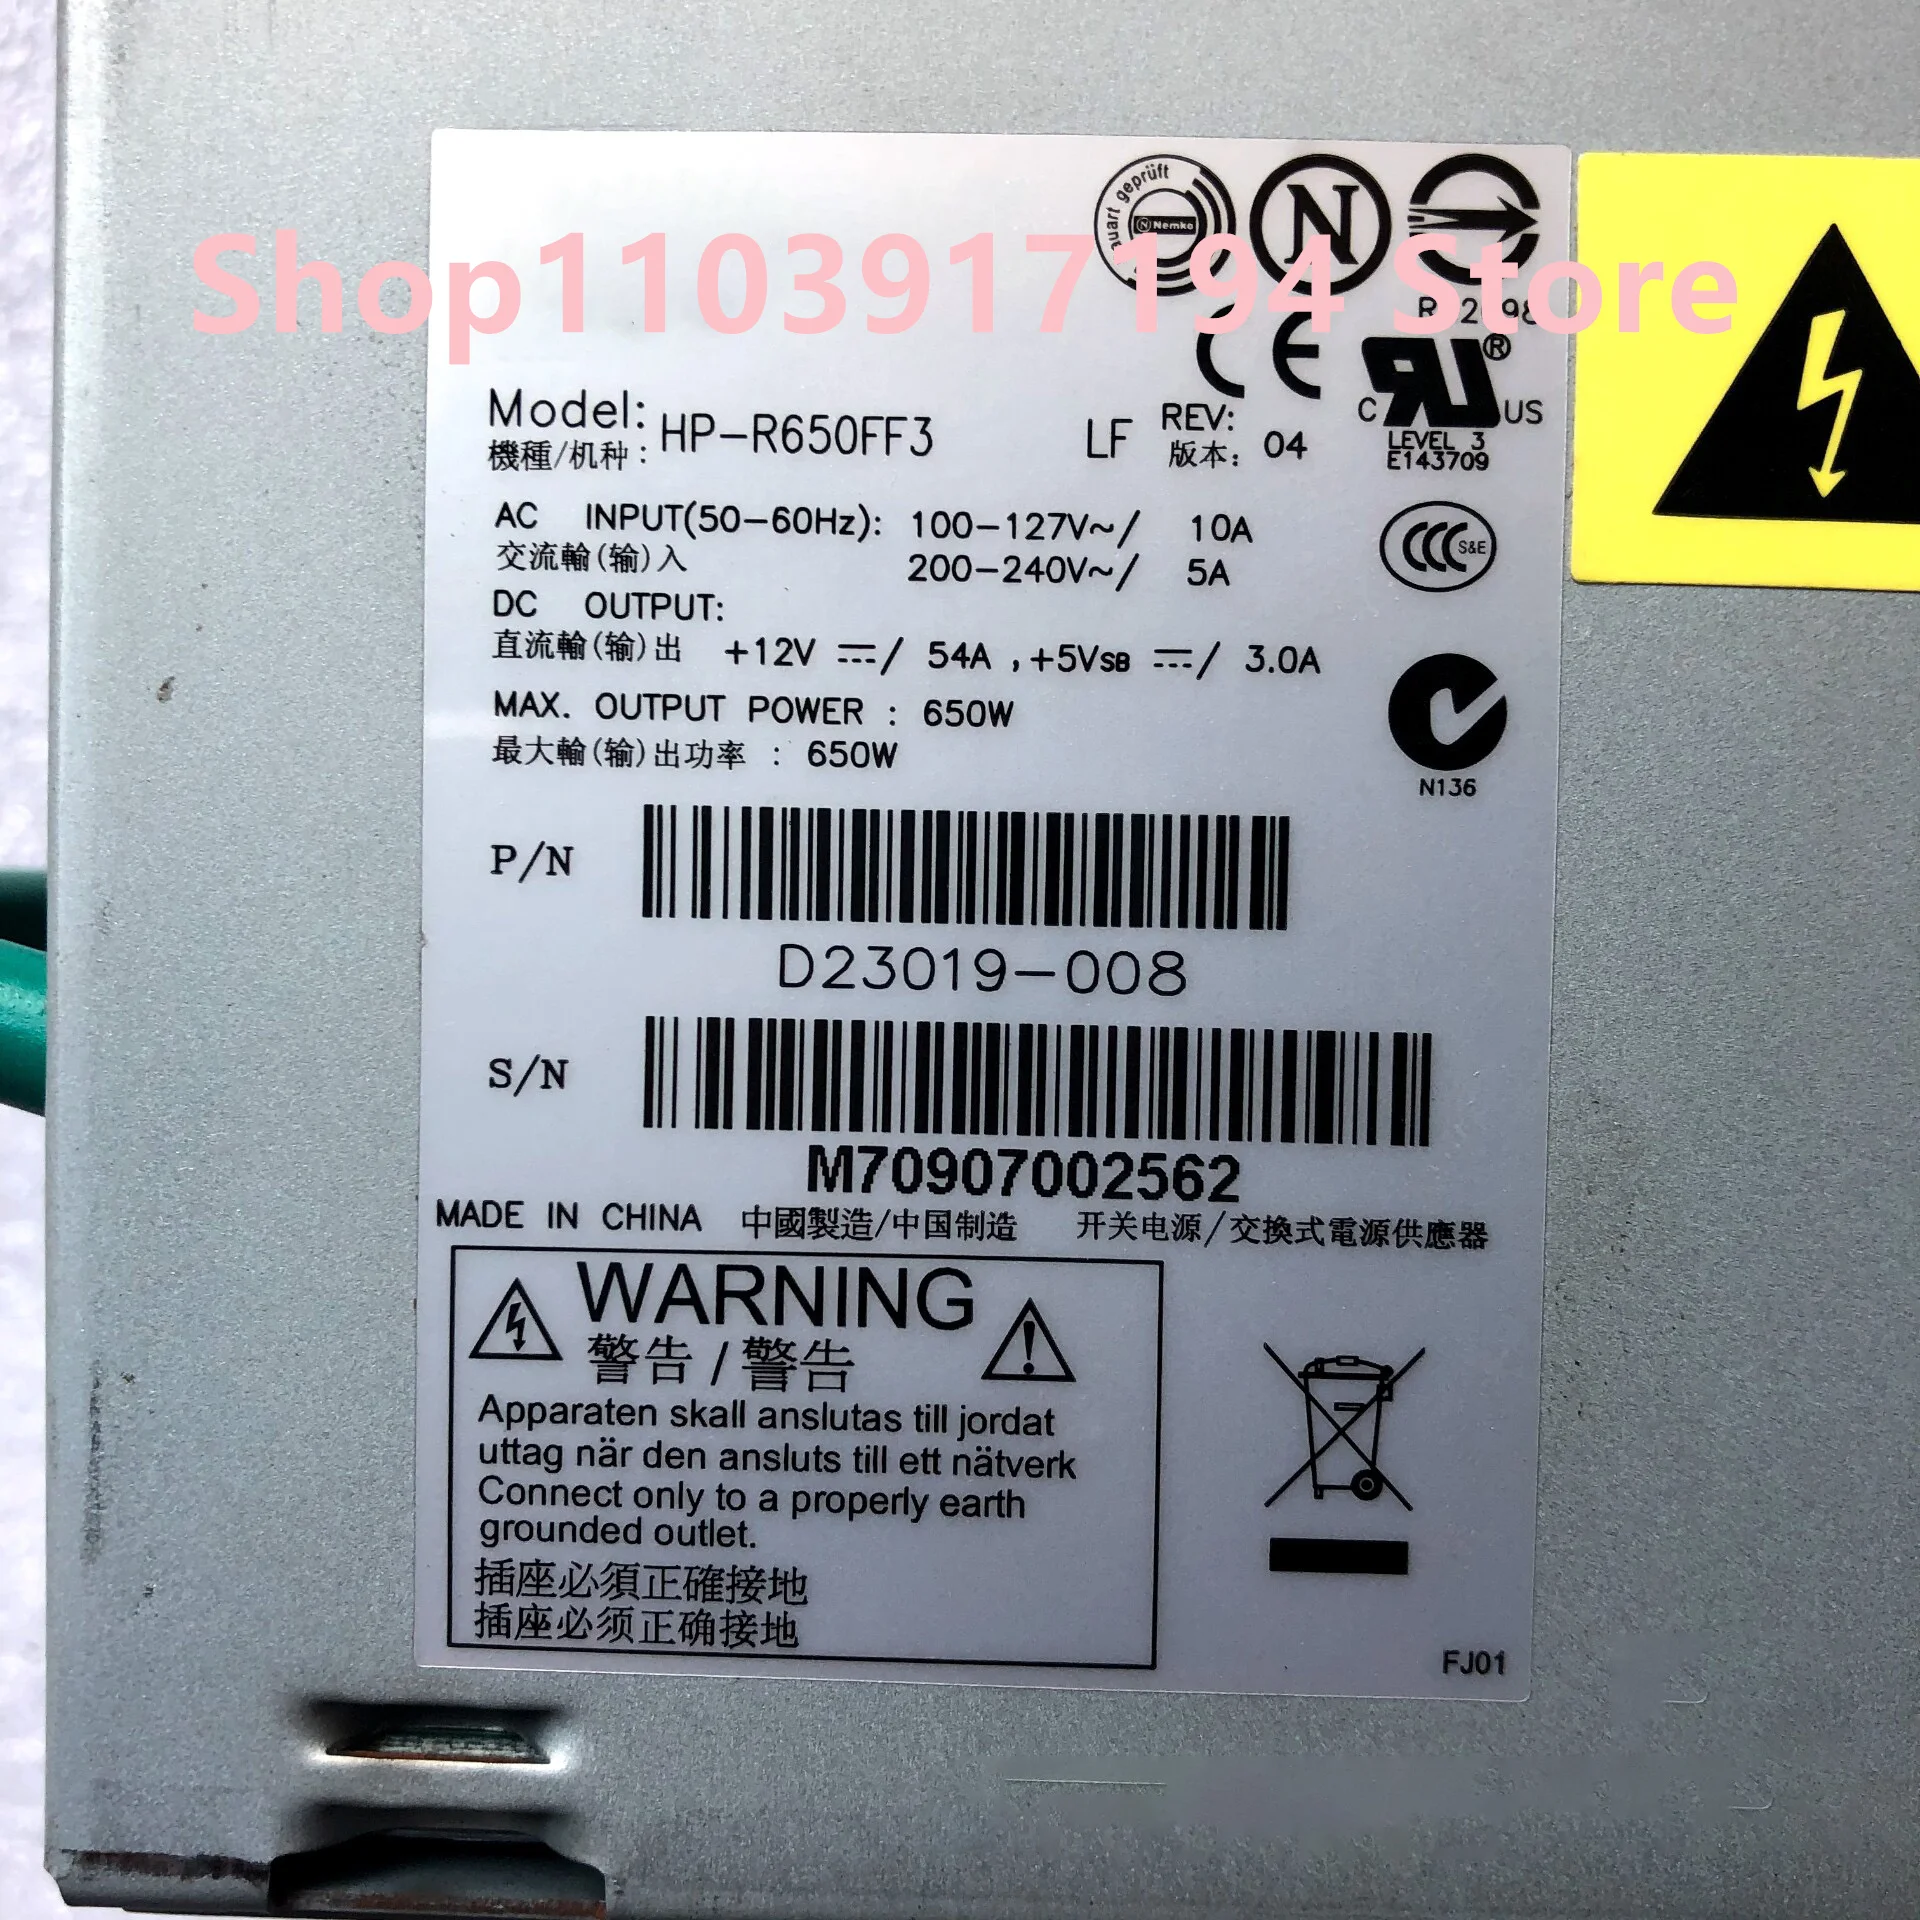 geprüft
Nemko
N
Shop1103917194 Store
CE
®
C US
LEVEL 3
E143709
Model: HP-R650FF3 LF REV: 04
機種/机种： 版本：
AC INPUT(50-60Hz): 100-127V~/ 10A
交流輸(输)入 200-240V~/ 5A
CCC S&E
DC OUTPUT:
直流輸(输)出 +12V ⎓/ 54A ,+5VSB ⎓/ 3.0A
MAX. OUTPUT POWER : 650W
最大輸(输)出功率 : 650W
N136
P/N
D23019-008
S/N
M70907002562
MADE IN CHINA 中國製造/中国制造 开关电源/交換式電源供應器
WARNING
警告/警告
Apparaten skall anslutas till jordat
uttag när den ansluts till ett nätverk
Connect only to a properly earth
grounded outlet.
插座必須正確接地
插座必须正确接地
FJ01